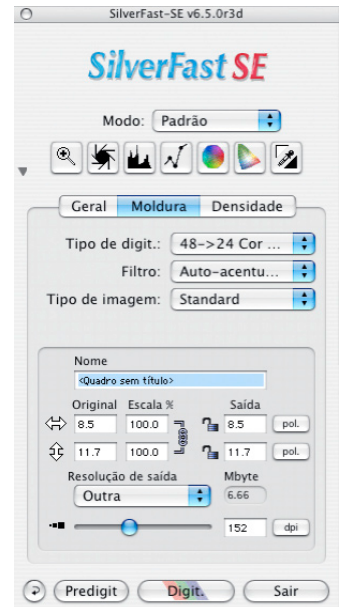 SilverFast-SE v6.5.0r3d
SilverFast SE
Modo: Padrão
Geral Moldura Densidade
Tipo de digit.: 48->24 Cor ...
Filtro: Auto-acentu...
Tipo de imagem: Standard
Nome
<Quadro sem título>
Original Escala % Saída
8.5 100.0 8.5 pol.
11.7 100.0 11.7 pol.
Resolução de saída Mbyte
Outra 6.66
152 dpi
Predigit Digit. Sair